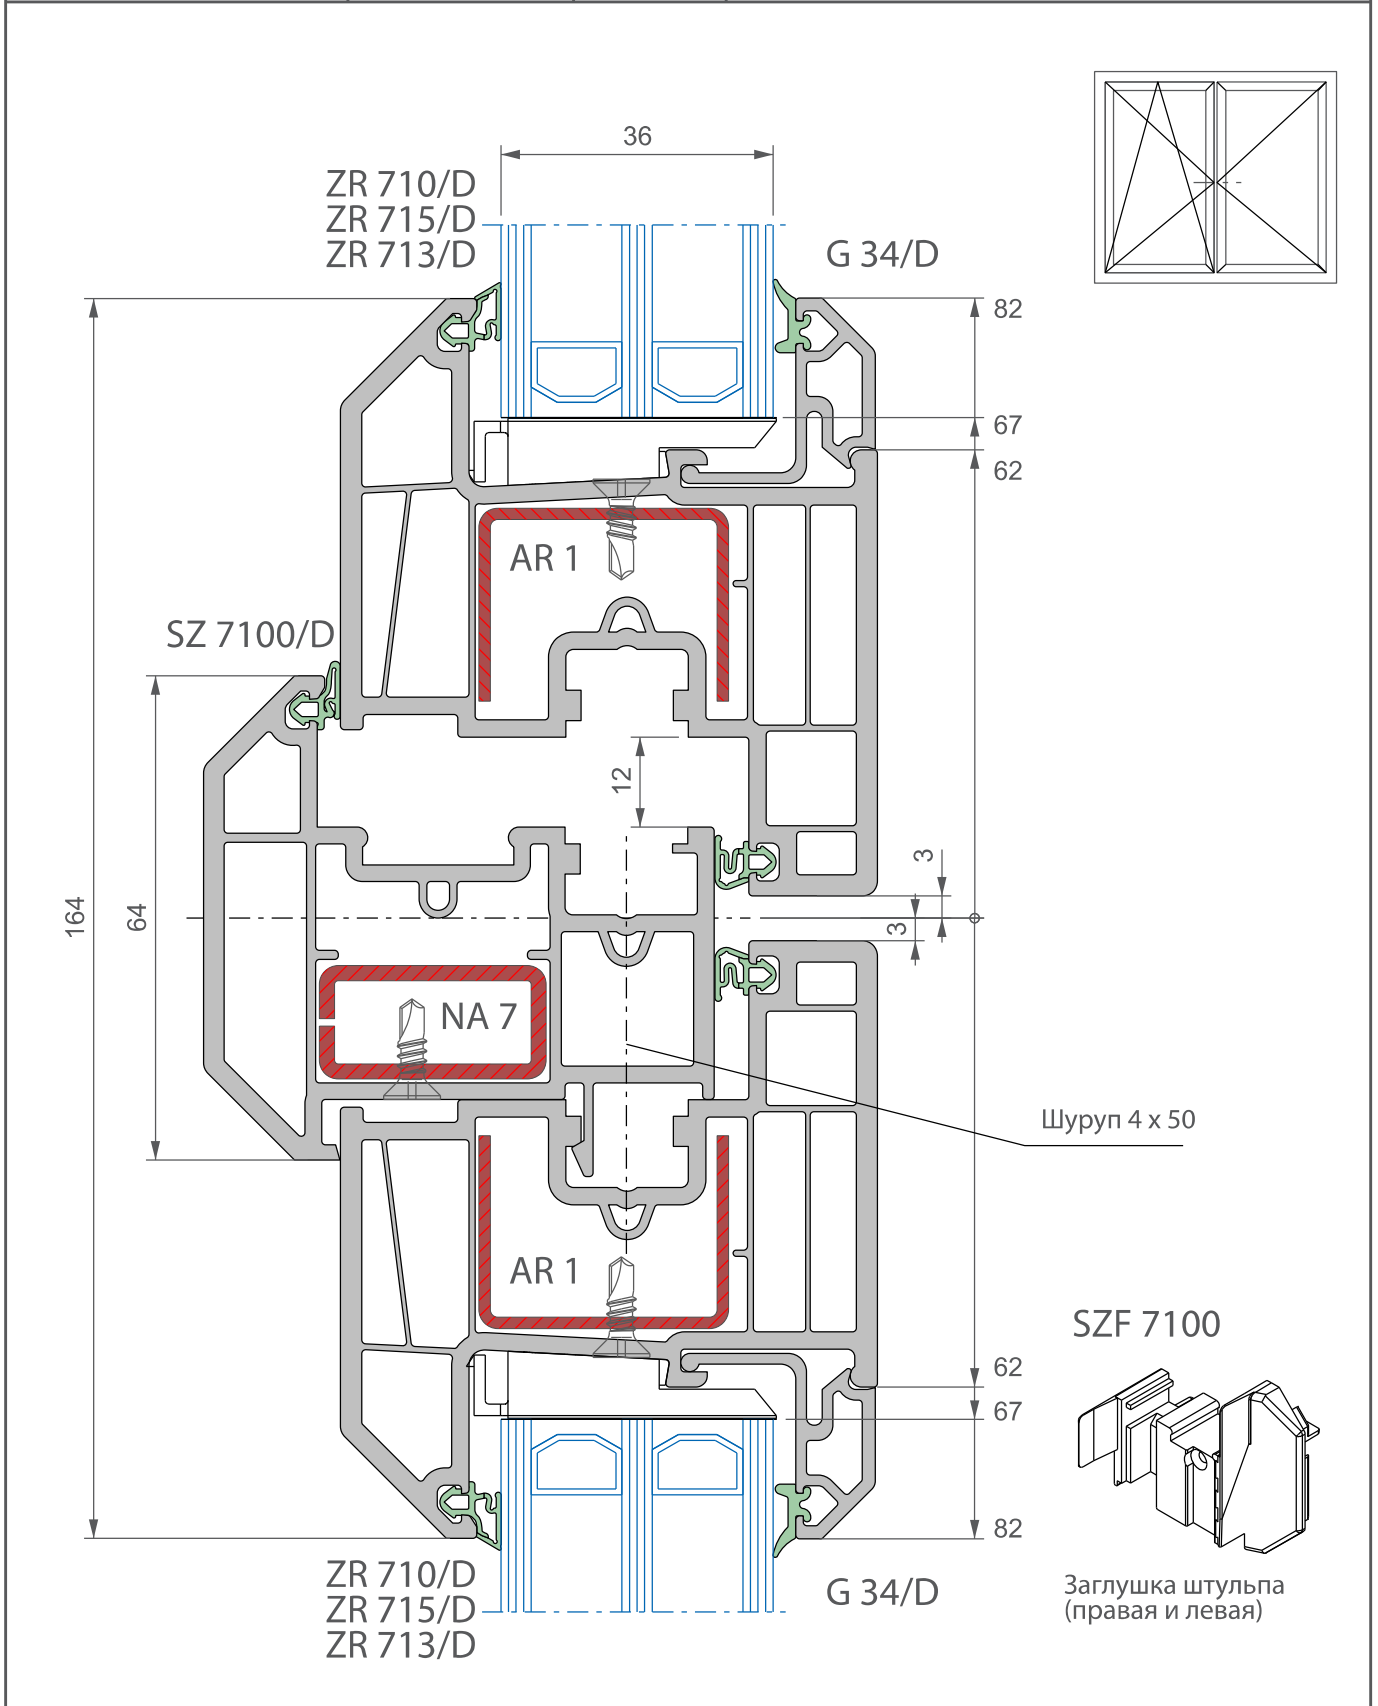 36
ZR 710/D
ZR 715/D
ZR 713/D
G 34/D
82
67
62
AR 1
SZ 7100/D
12
3
164
64
3
NA 7
Шуруп 4 x 50
AR 1
SZF 7100
62
67
82
ZR 710/D
ZR 715/D
ZR 713/D
G 34/D
Заглушка штульпа
(правая и левая)